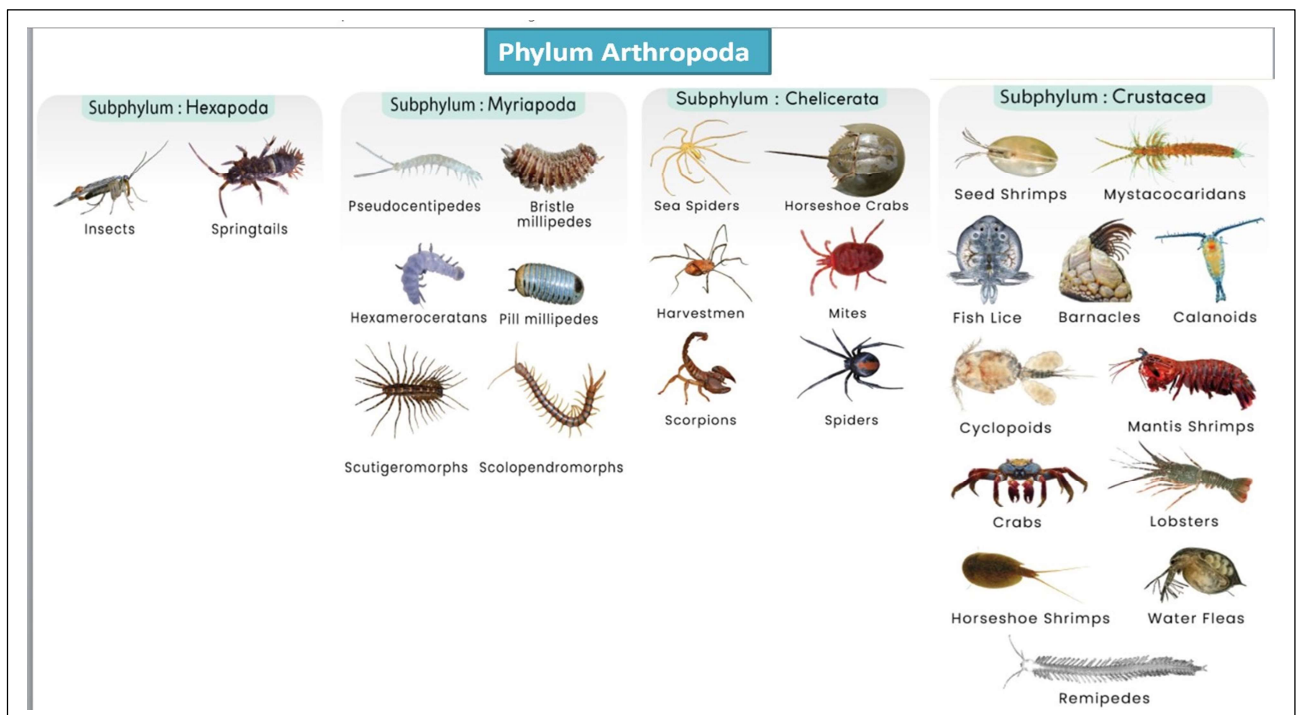 Phylum Arthropoda
Subphylum : Hexapoda
Insects
Springtails
Subphylum : Myriapoda
Pseudocentipedes
Bristle
millipedes
Hexameroceratans
Pill millipedes
Scutigeromorphs
Scolopendromorphs
Subphylum : Chelicerata
Sea Spiders
Horseshoe Crabs
Harvestmen
Mites
Scorpions
Spiders
Subphylum : Crustacea
Seed Shrimps
Mystacocaridans
Fish Lice
Barnacles
Calanoids
Cyclopoids
Mantis Shrimps
Crabs
Lobsters
Horseshoe Shrimps
Water Fleas
Remipedes